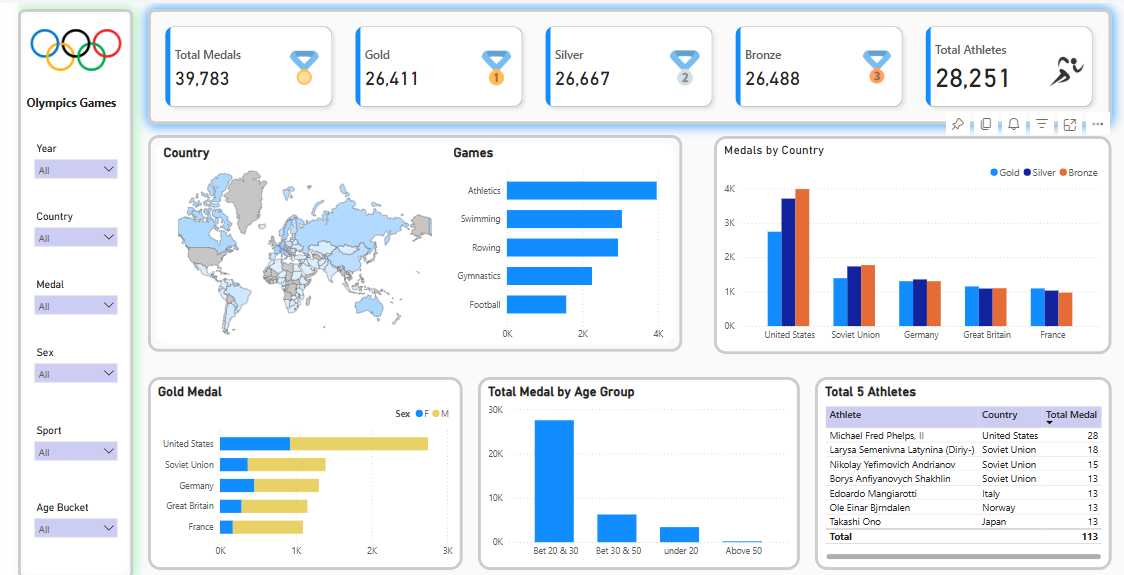 Olympics Games
Year
All
Country
All
Medal
All
Sex
All
Sport
All
Age Bucket
All
Total Medals
39,783
Gold
26,411
1
Silver
26,667
2
Bronze
26,488
3
Total Athletes
28,251
Country
Games
Athletics
Swimming
Rowing
Gymnastics
Football
0K 2K 4K
Medals by Country
Gold Silver Bronze
4K
3K
2K
1K
0K
United States Soviet Union Germany Great Britain France
Gold Medal
Sex F M
United States
Soviet Union
Germany
Great Britain
France
0K 1K 2K 3K
Total Medal by Age Group
30K
20K
10K
0K
Bet 20 & 30 Bet 30 & 50 under 20 Above 50
Total 5 Athletes
Athlete Country Total Medal
Michael Fred Phelps, II United States 28
Larysa Semenivna Latynina (Diriy-) Soviet Union 18
Nikolay Yefimovich Andrianov Soviet Union 15
Borys Anfiyanovych Shakhlin Soviet Union 13
Edoardo Mangiarotti Italy 13
Ole Einar Bjrndalen Norway 13
Takashi Ono Japan 13
Total 113